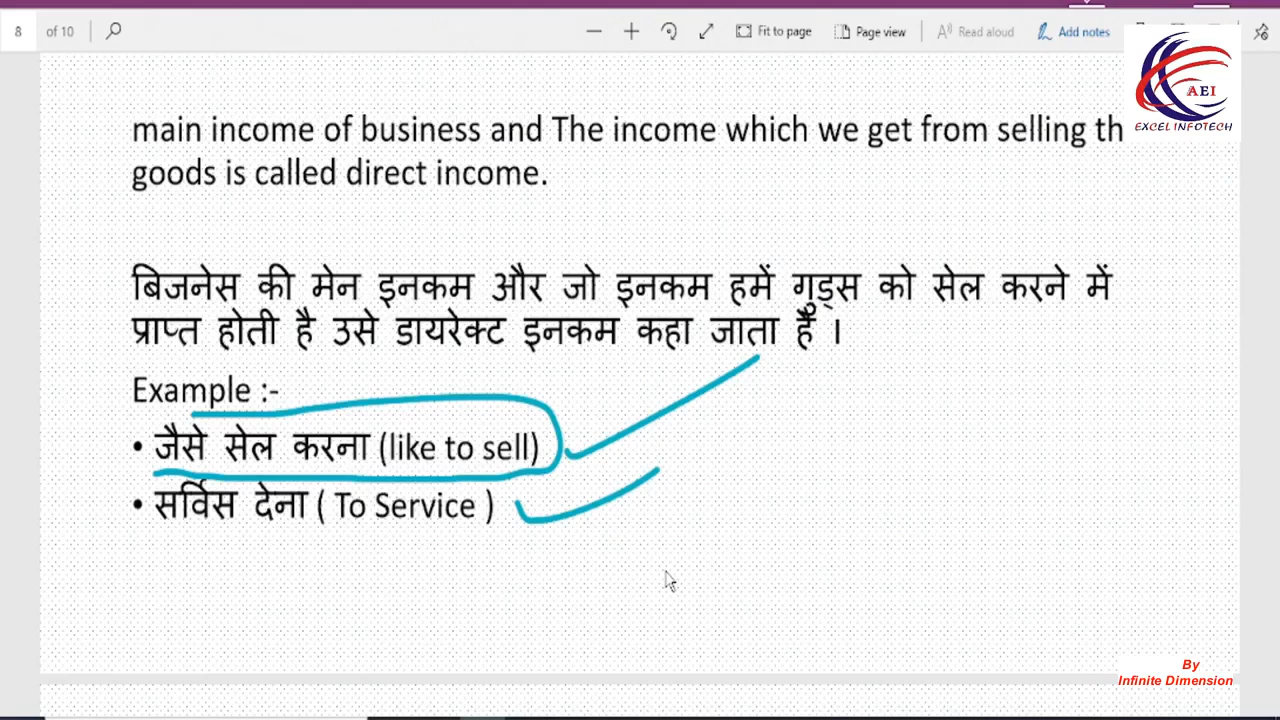 8 of 10 Fit to page Page view Read aloud Add notes
AEI
EXCEL INFOTECH
main income of business and The income which we get from selling th
goods is called direct income.
बिजनेस की मेन इनकम और जो इनकम हमें गुड्स को सेल करने में
प्राप्त होती है उसे डायरेक्ट इनकम कहा जाता है ।
Example :-
• जैसे सेल करना (like to sell)
• सर्विस देना ( To Service )
By
Infinite Dimension